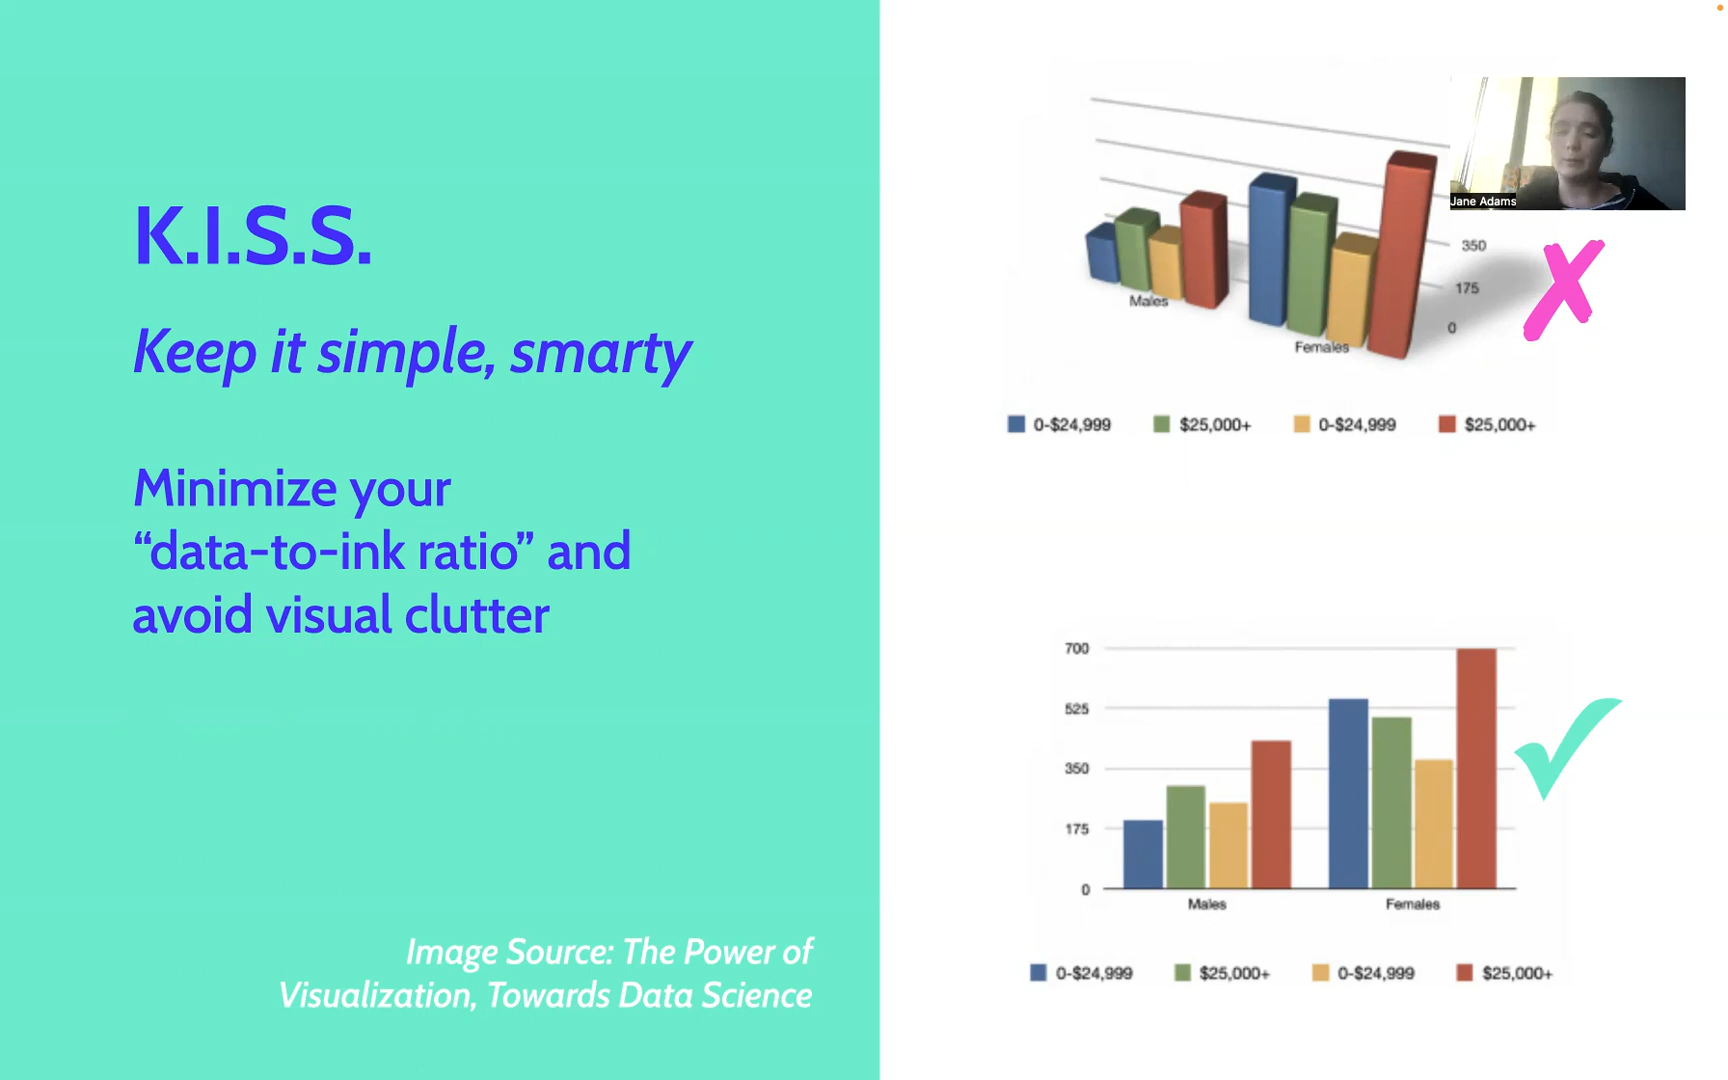 K.I.S.S.
Keep it simple, smarty
Minimize your
“data-to-ink ratio” and
avoid visual clutter
Image Source: The Power of
Visualization, Towards Data Science
Jane Adams
350
175
0
Males
Females
0-$24,999 $25,000+ 0-$24,999 $25,000+
700
525
350
175
0
Males Females
0-$24,999 $25,000+ 0-$24,999 $25,000+